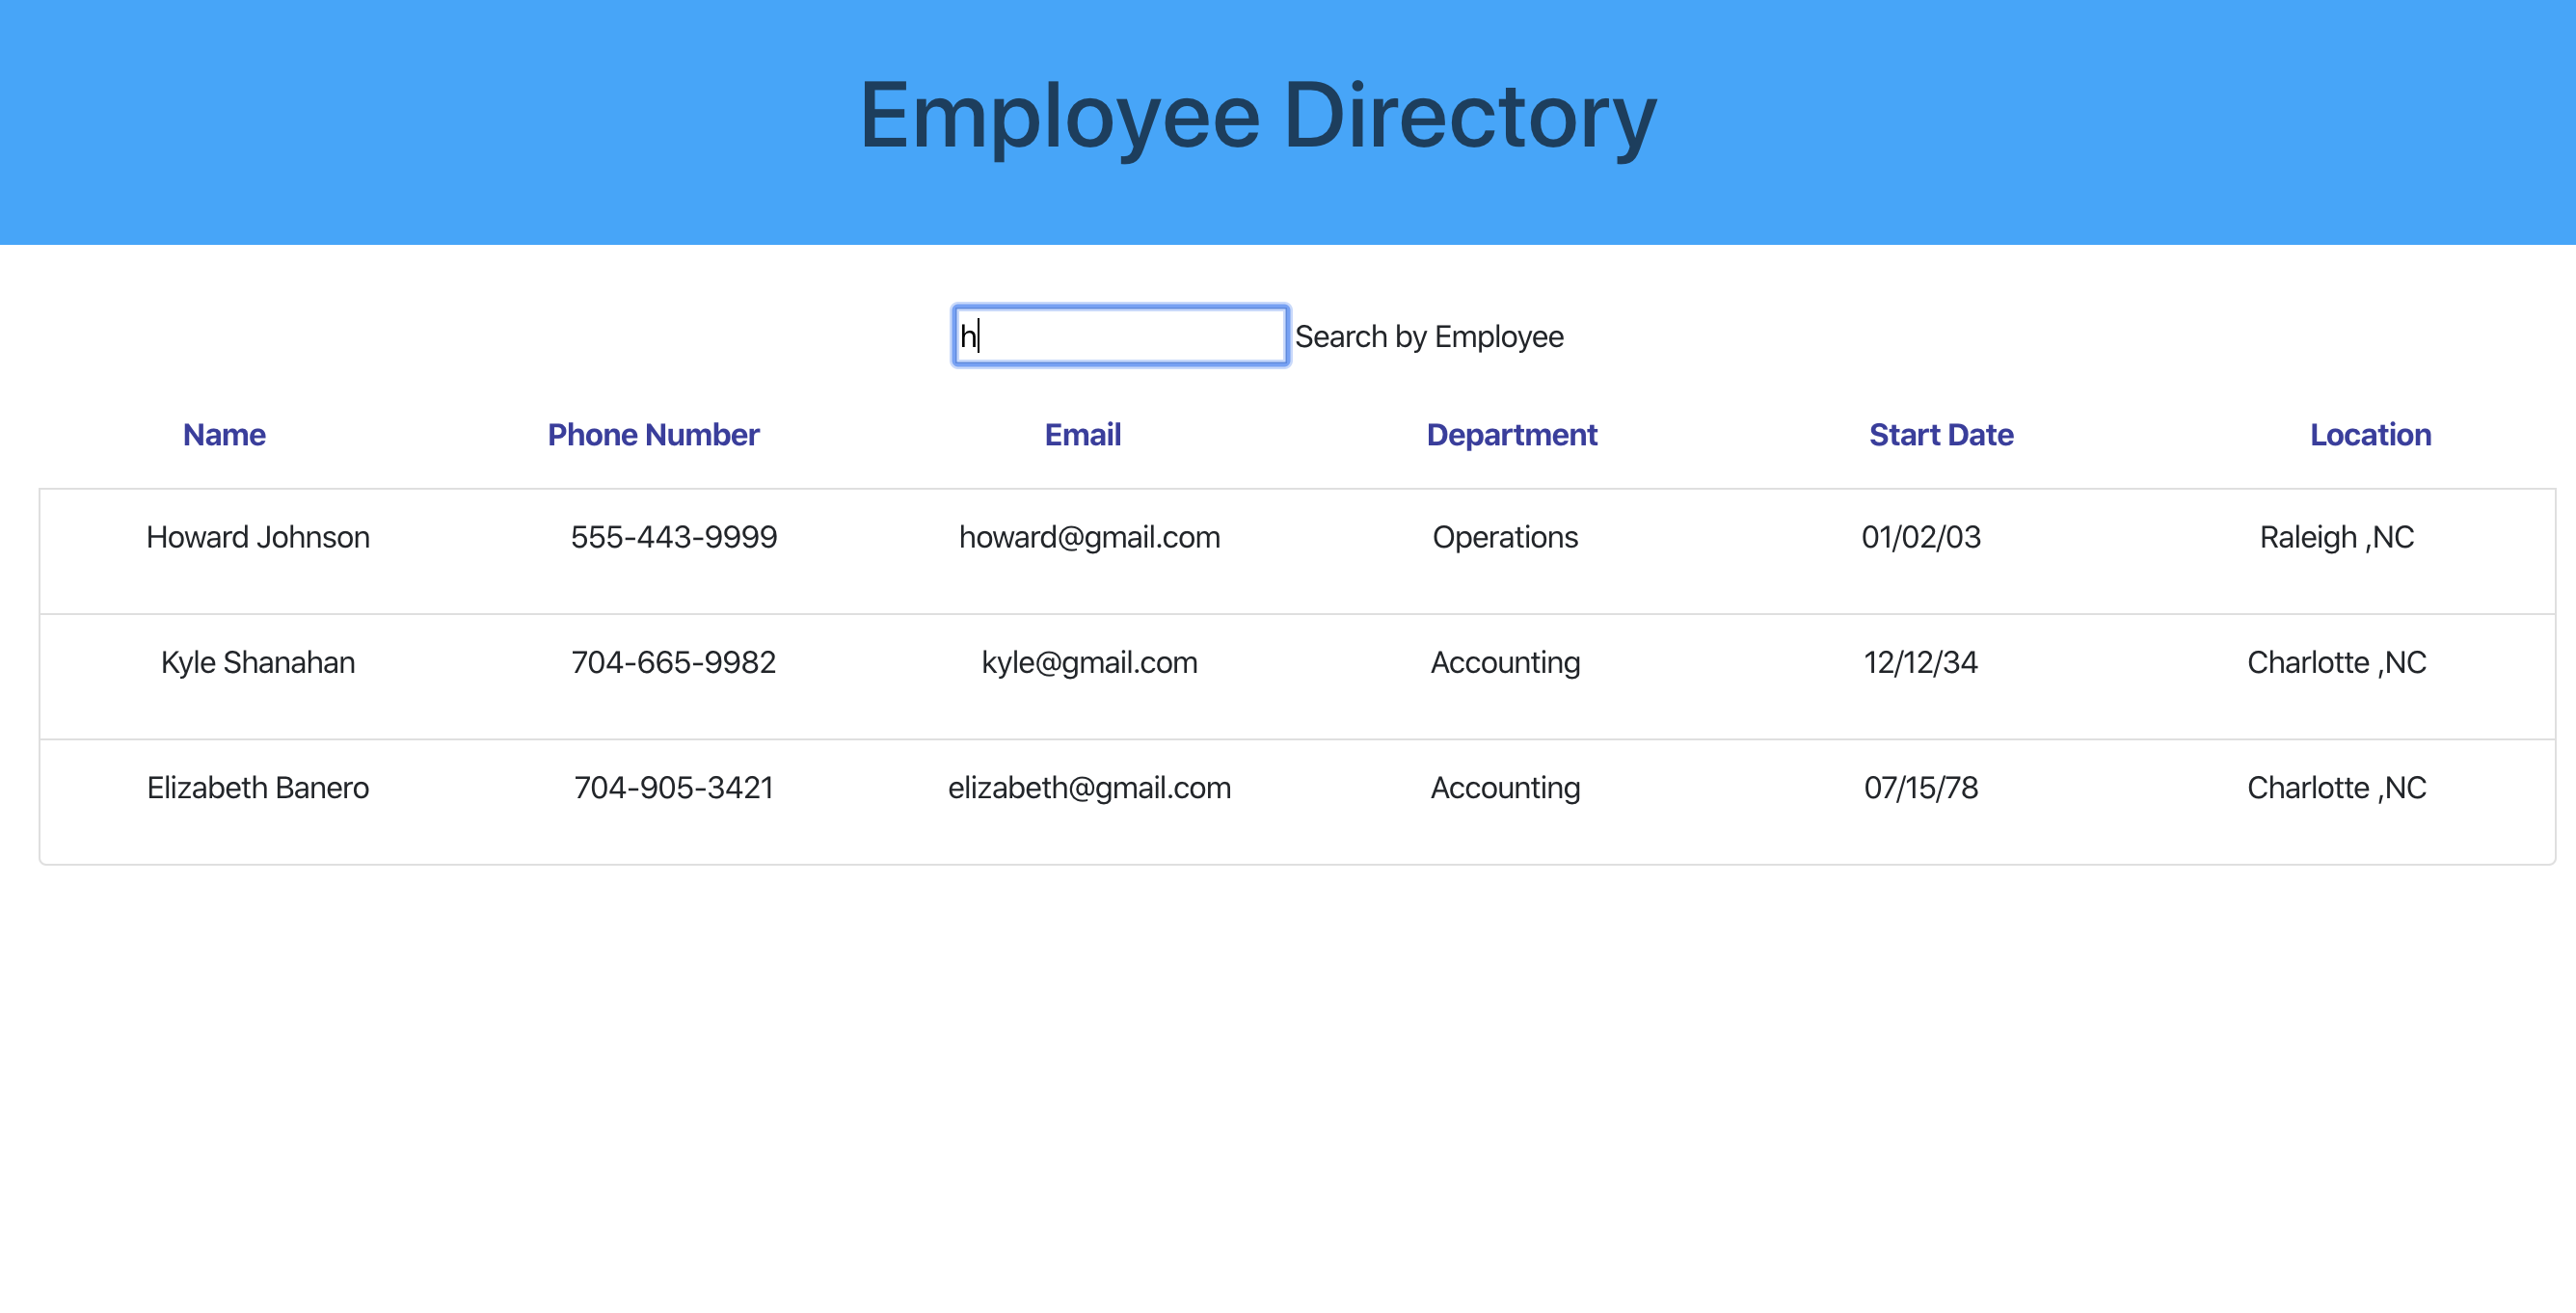 Employee Directory
h Search by Employee
Name Phone Number Email Department Start Date Location
Howard Johnson 555-443-9999 howard@gmail.com Operations 01/02/03 Raleigh ,NC
Kyle Shanahan 704-665-9982 kyle@gmail.com Accounting 12/12/34 Charlotte ,NC
Elizabeth Banero 704-905-3421 elizabeth@gmail.com Accounting 07/15/78 Charlotte ,NC